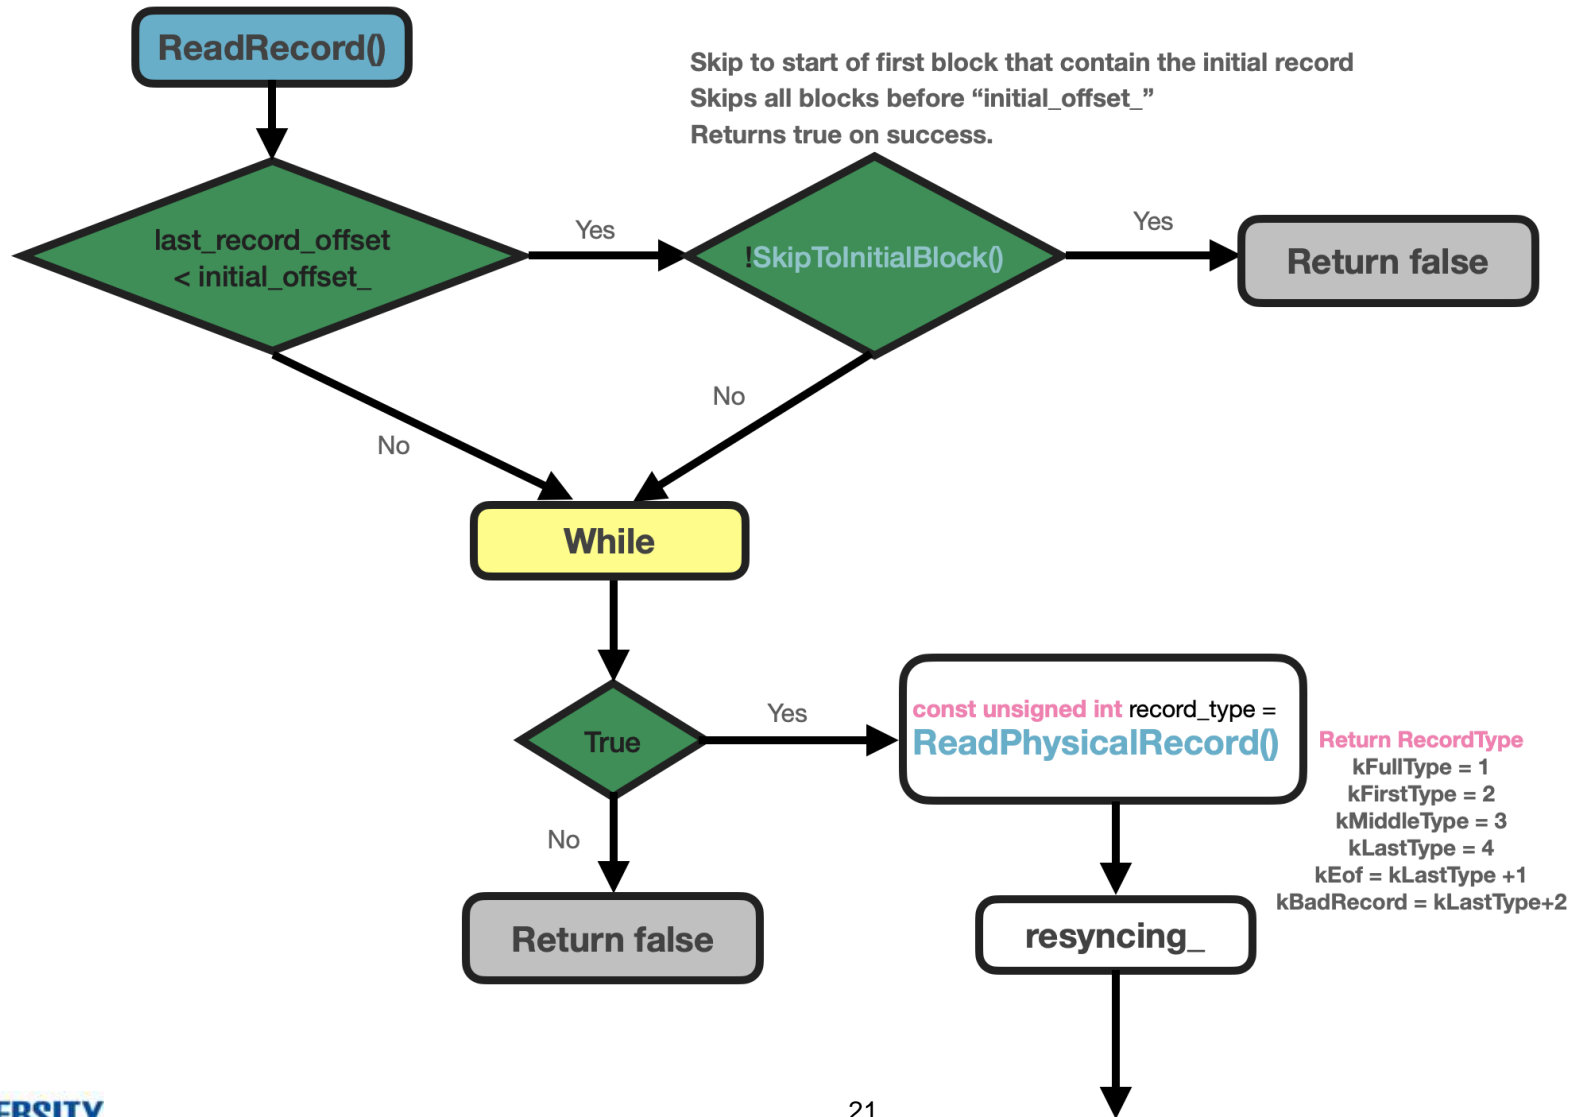 ReadRecord()
Skip to start of first block that contain the initial record
Skips all blocks before “initial_offset_”
Returns true on success.
last_record_offset
< initial_offset_
Yes
!SkipToInitialBlock()
Yes
Return false
No
No
While
True
Yes
const unsigned int record_type =
ReadPhysicalRecord()
Return RecordType
kFullType = 1
kFirstType = 2
kMiddleType = 3
kLastType = 4
kEof = kLastType +1
kBadRecord = kLastType+2
No
Return false
resyncing_
21